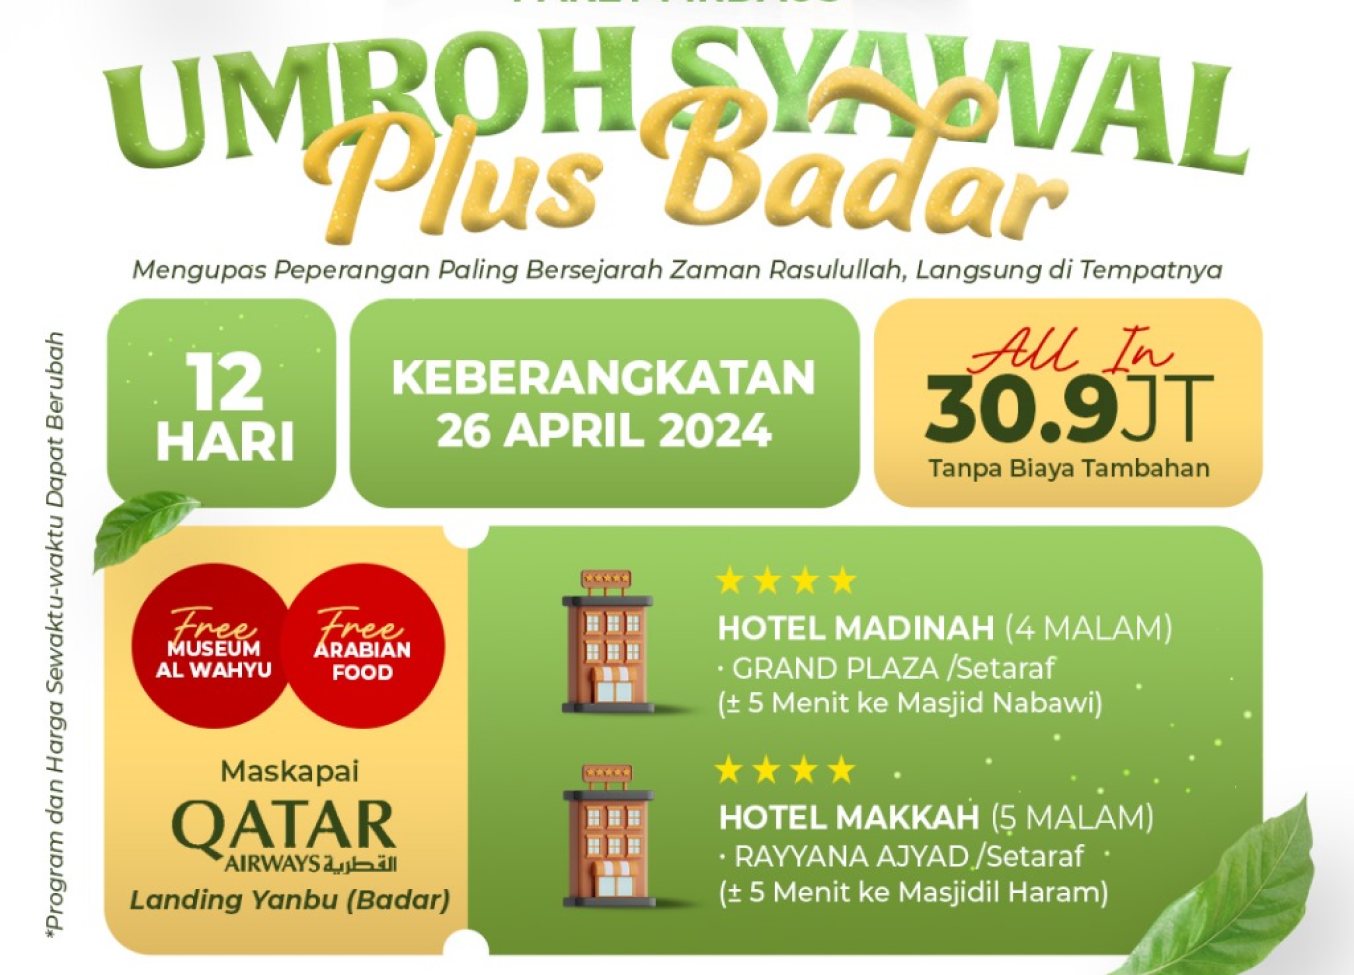 UMROH SYAWAL
Plus Badar
Mengupas Peperangan Paling Bersejarah Zaman Rasulullah, Langsung di Tempatnya
12
HARI
KEBERANGKATAN
26 APRIL 2024
All In
30.9JT
Tanpa Biaya Tambahan
Free
MUSEUM
AL WAHYU
Free
ARABIAN
FOOD
Maskapai
QATAR
AIRWAYS القطرية
Landing Yanbu (Badar)
HOTEL MADINAH (4 MALAM)
· GRAND PLAZA /Setaraf
(± 5 Menit ke Masjid Nabawi)
HOTEL MAKKAH (5 MALAM)
· RAYYANA AJYAD /Setaraf
(± 5 Menit ke Masjidil Haram)
*Program dan Harga Sewaktu-waktu Dapat Berubah